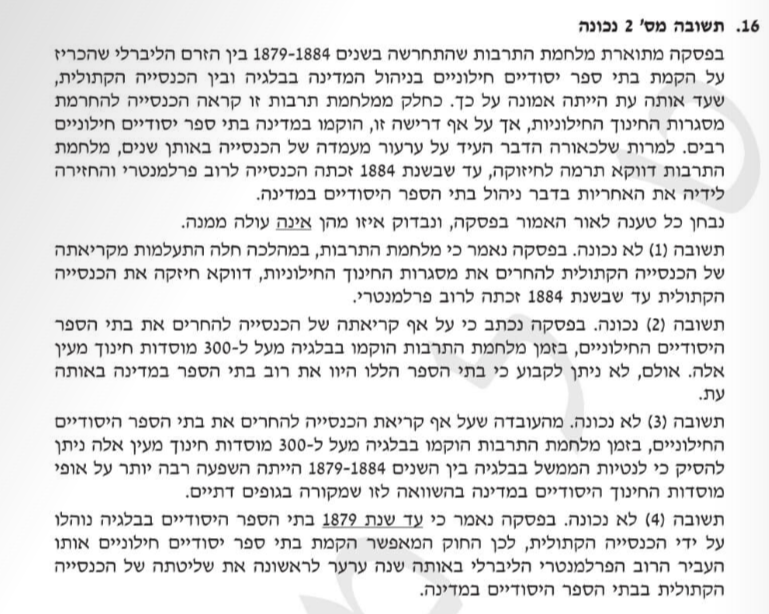 16. תשובה מס' 2 נכונה
בפסקה מתוארת מלחמת התרבות שהתחרשה בשנים 1879-1884 בין הזרם הליברלי שהכריז
על הקמת בתי ספר יסודיים חילוניים בניהול המדינה בבלגיה ובין הכנסייה הקתולית,
שעד אותה עת הייתה אמונה על כך. כחלק ממלחמת תרבות זו קראה הכנסייה להחרמת
מסגרות החינוך החילוניות, אך על אף דרישה זו, הוקמו במדינה בתי ספר יסודיים חילוניים
רבים. למרות שלכאורה הדבר העיד על ערעור מעמדה של הכנסייה באותן שנים, מלחמת
התרבות דווקא תרמה לחיזוקה, עד שבשנת 1884 זכתה הכנסייה לרוב פרלמנטרי והחזירה
לידיה את האחריות בדבר ניהול בתי הספר היסודיים במדינה.
נבחן כל טענה לאור האמור בפסקה, ונבדוק איזו מהן אינה עולה ממנה.
תשובה (1) לא נכונה. בפסקה נאמר כי מלחמת התרבות, במהלכה חלה התעלמות מקריאתה
של הכנסייה הקתולית להחרים את מסגרות החינוך החילוניות, דווקא חיזקה את הכנסייה
הקתולית עד שבשנת 1884 זכתה לרוב פרלמנטרי.
תשובה (2) נכונה. בפסקה נכתב כי על אף קריאתה של הכנסייה להחרים את בתי הספר
היסודיים החילוניים, בזמן מלחמת התרבות הוקמו בבלגיה מעל ל-300 מוסדות חינוך מעין
אלה. אולם, לא ניתן לקבוע כי בתי הספר הללו היוו את רוב בתי הספר במדינה באותה
עת.
תשובה (3) לא נכונה. מהעובדה שעל אף קריאת הכנסייה להחרים את בתי הספר היסודיים
החילוניים, בזמן מלחמת התרבות הוקמו בבלגיה מעל ל-300 מוסדות חינוך מעין אלה ניתן
להסיק כי לנטיות הממשל בבלגיה בין השנים 1879-1884 הייתה השפעה רבה יותר על אופי
מוסדות החינוך היסודיים במדינה בהשוואה לזו שמקורה בגופים דתיים.
תשובה (4) לא נכונה. בפסקה נאמר כי עד שנת 1879 בתי הספר היסודיים בבלגיה נוהלו
על ידי הכנסייה הקתולית, לכן החוק המאפשר הקמת בתי ספר יסודיים חילוניים אותו
העביר הרוב הפרלמנטרי הליברלי באותה שנה ערער לראשונה את שליטתה של הכנסייה
הקתולית בבתי הספר היסודיים במדינה.